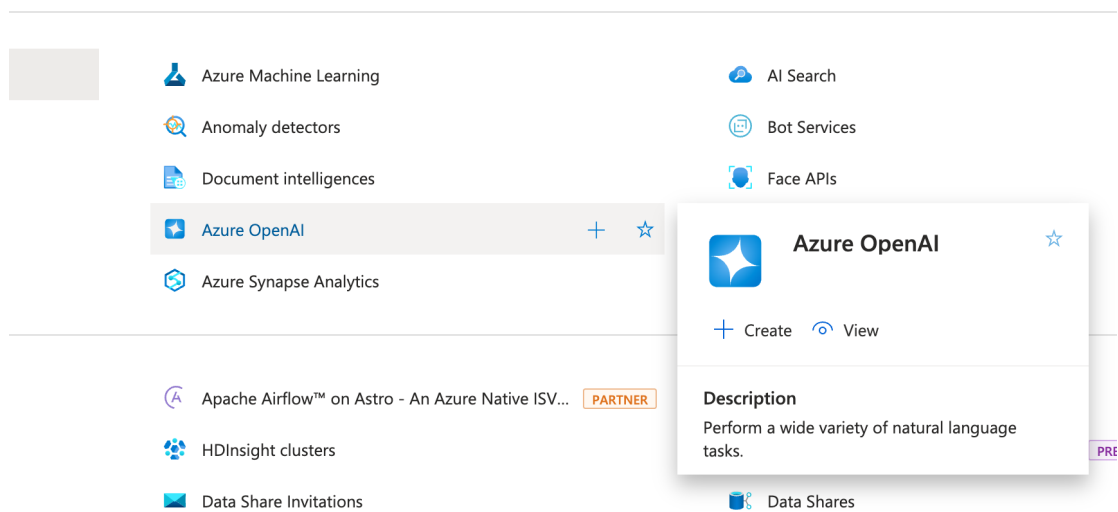 Azure Machine Learning
AI Search
Anomaly detectors
Bot Services
Document intelligences
Face APIs
Azure OpenAI
Azure Synapse Analytics
Azure OpenAI
Create
View
Description
Perform a wide variety of natural language
tasks.
Apache Airflow™ on Astro - An Azure Native ISV... PARTNER
HDInsight clusters
PRE
Data Share Invitations
Data Shares